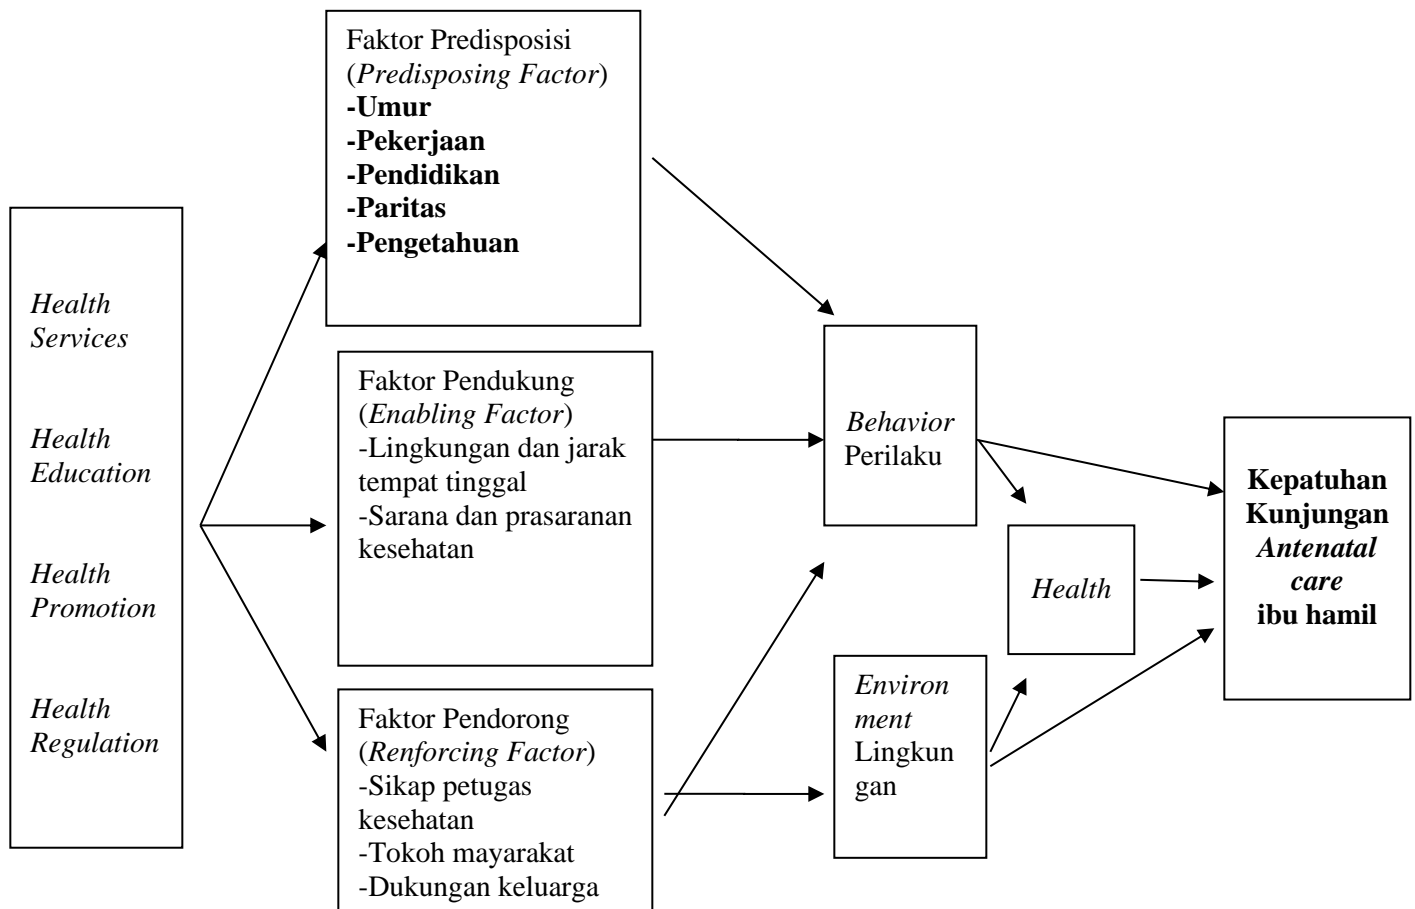 Health
Services
Health
Education
Health
Promotion
Health
Regulation
Faktor Predisposisi
(Predisposing Factor)
-Umur
-Pekerjaan
-Pendidikan
-Paritas
-Pengetahuan
Faktor Pendukung
(Enabling Factor)
-Lingkungan dan jarak
tempat tinggal
-Sarana dan prasaranan
kesehatan
Faktor Pendorong
(Renforcing Factor)
-Sikap petugas
kesehatan
-Tokoh mayarakat
-Dukungan keluarga
Behavior
Perilaku
Environ
ment
Lingkun
gan
Health
Kepatuhan
Kunjungan
Antenatal
care
ibu hamil